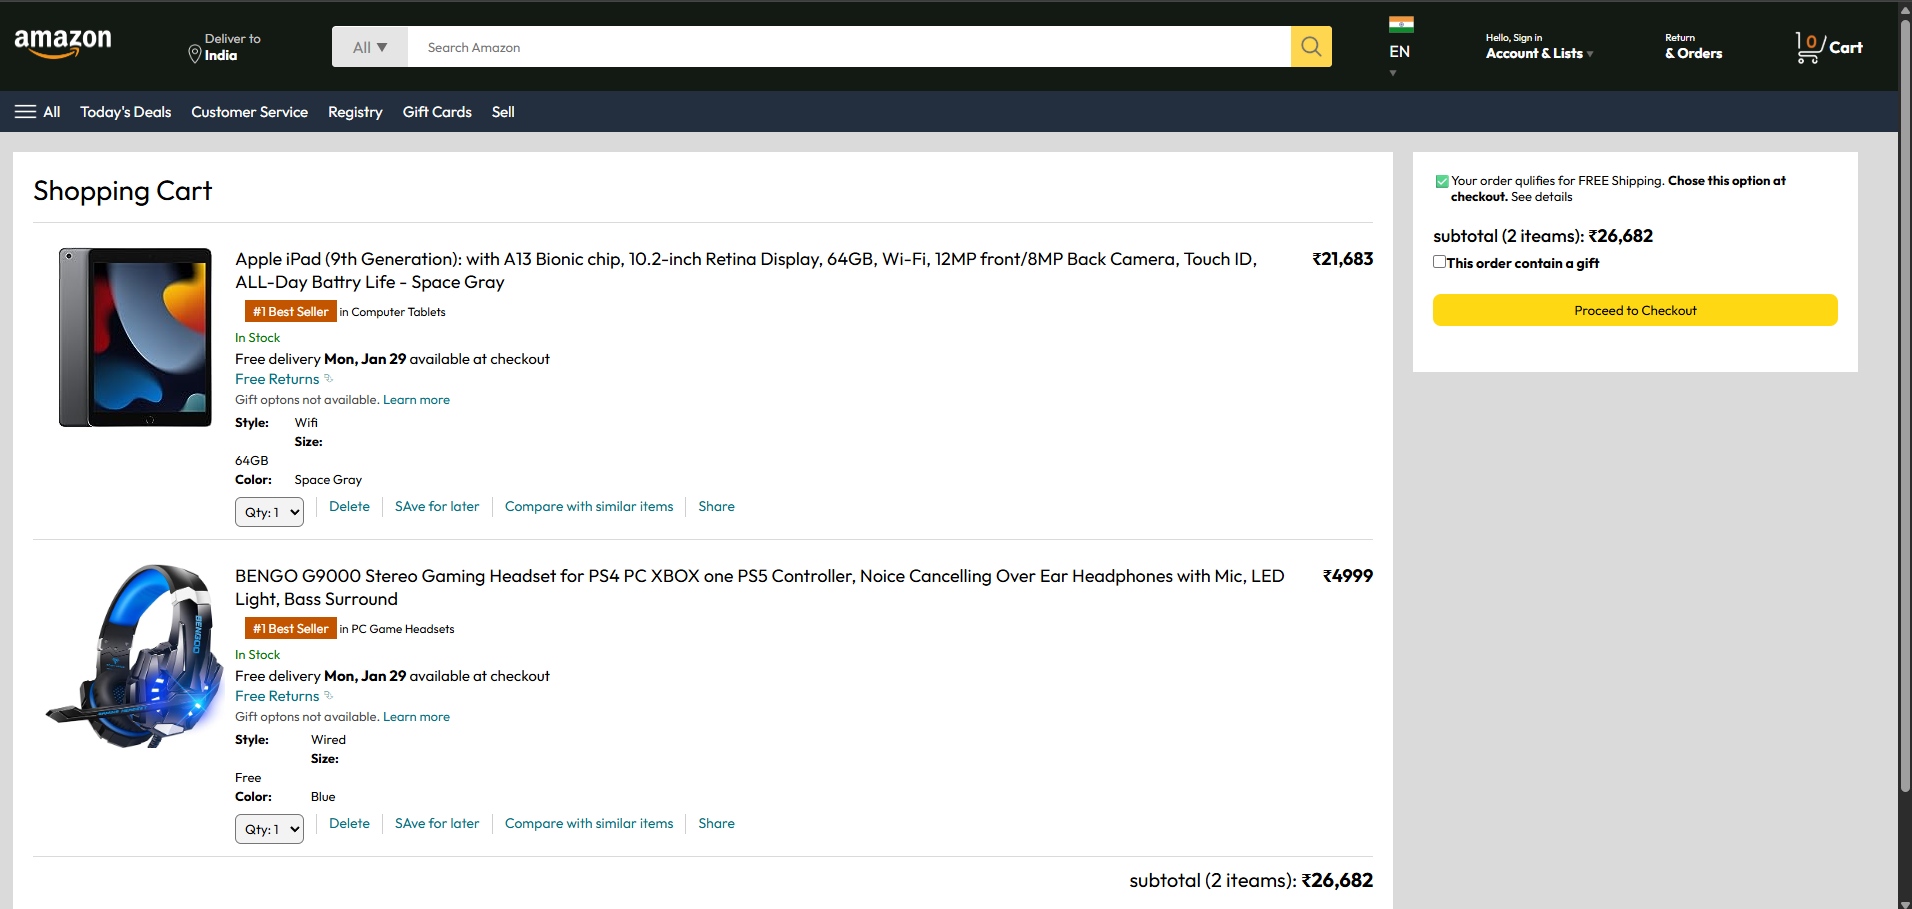 amazon
Deliver to
India
All ▼
Search Amazon
EN
▼
Hello, Sign in
Account & Lists ▼
Return
& Orders
0
Cart
All
Today's Deals
Customer Service
Registry
Gift Cards
Sell
Shopping Cart
Apple iPad (9th Generation): with A13 Bionic chip, 10.2-inch Retina Display, 64GB, Wi-Fi, 12MP front/8MP Back Camera, Touch ID,
ALL-Day Battry Life - Space Gray
₹21,683
#1 Best Seller in Computer Tablets
In Stock
Free delivery Mon, Jan 29 available at checkout
Free Returns
Gift optons not available. Learn more
Style: Wifi
Size:
64GB
Color: Space Gray
Qty: 1
Delete
SAve for later
Compare with similar items
Share
BENGOO
BENGO G9000 Stereo Gaming Headset for PS4 PC XBOX one PS5 Controller, Noice Cancelling Over Ear Headphones with Mic, LED
Light, Bass Surround
₹4999
#1 Best Seller in PC Game Headsets
In Stock
Free delivery Mon, Jan 29 available at checkout
Free Returns
Gift optons not available. Learn more
Style: Wired
Size:
Free
Color: Blue
Qty: 1
Delete
SAve for later
Compare with similar items
Share
subtotal (2 iteams): ₹26,682
Your order qulifies for FREE Shipping. Chose this option at
checkout. See details
subtotal (2 iteams): ₹26,682
This order contain a gift
Proceed to Checkout